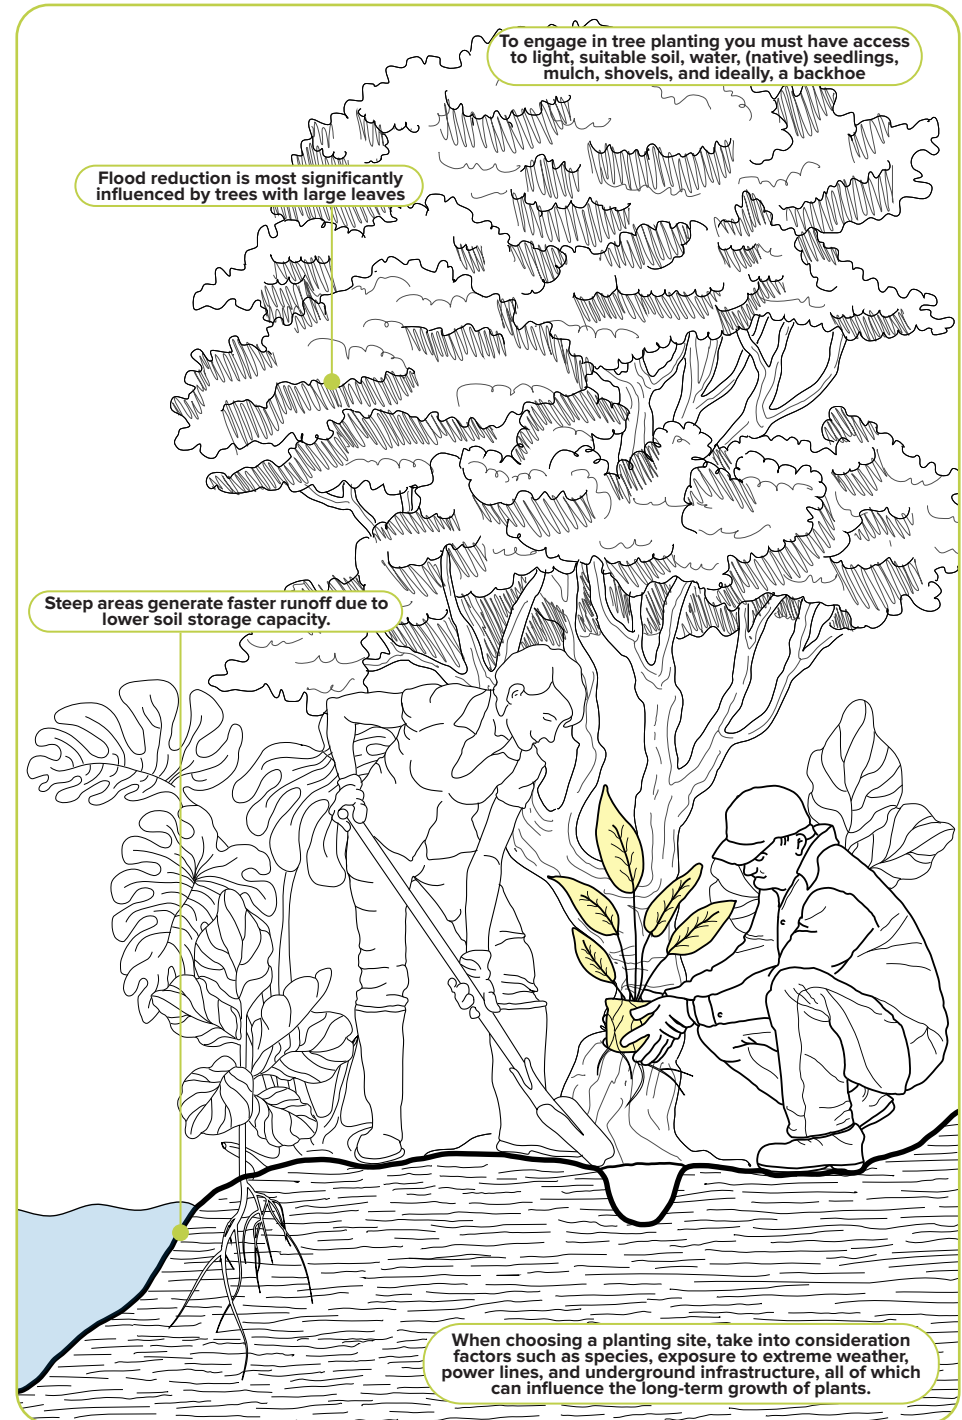 To engage in tree planting you must have access
to light, suitable soil, water, (native) seedlings,
mulch, shovels, and ideally, a backhoe
Flood reduction is most significantly
influenced by trees with large leaves
Steep areas generate faster runoff due to
lower soil storage capacity.
When choosing a planting site, take into consideration
factors such as species, exposure to extreme weather,
power lines, and underground infrastructure, all of which
can influence the long-term growth of plants.